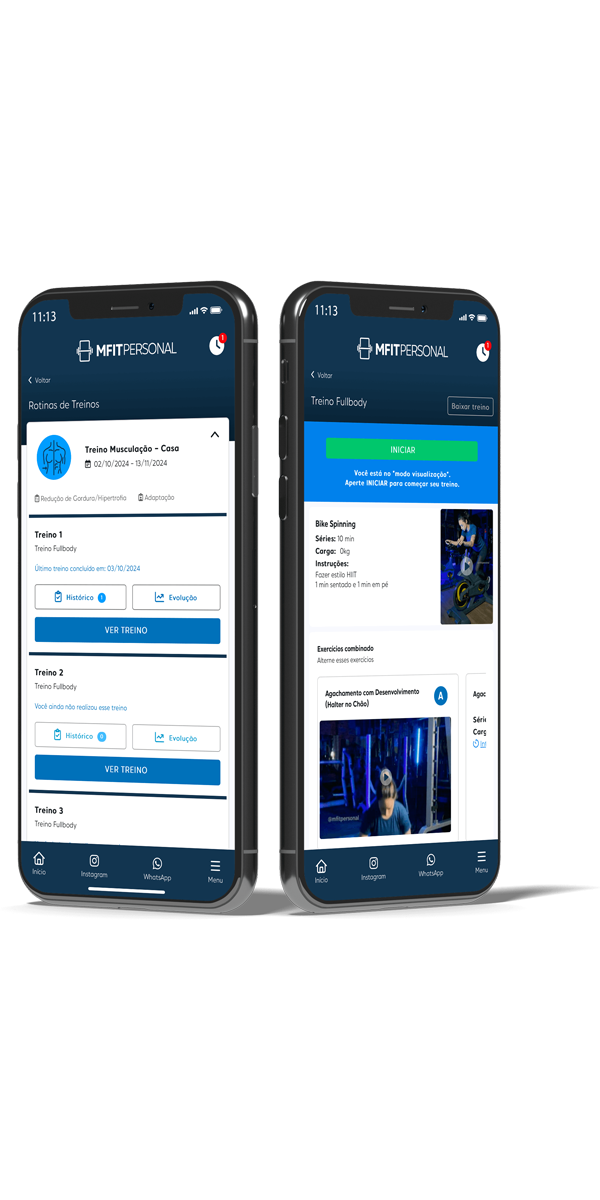 11:13
MFITPERSONAL
1
Voltar
Rotinas de Treinos
Treino Musculação - Casa
02/10/2024 - 13/11/2024
Redução de Gordura/Hipertrofia
Adaptação
Treino 1
Treino Fullbody
Último treino concluído em: 03/10/2024
Histórico 1
Evolução
VER TREINO
Treino 2
Treino Fullbody
Você ainda não realizou esse treino
Histórico 0
Evolução
VER TREINO
Treino 3
Treino Fullbody
Início
Instagram
WhatsApp
Menu
11:13
MFITPERSONAL
1
Voltar
Treino Fullbody
Baixar treino
INICIAR
Você está no "modo visualização".
Aperte INICIAR para começar seu treino.
Bike Spinning
Séries: 10 min
Carga: 0kg
Instruções:
Fazer estilo HIIT
1 min sentado e 1 min em pé
Exercícios combinado
Alterne esses exercícios
Agachamento com Desenvolvimento
(Halter no Chão)
A
@mfitpersonal
Agac
Série
Carg
Int
Início
Instagram
WhatsApp
Menu